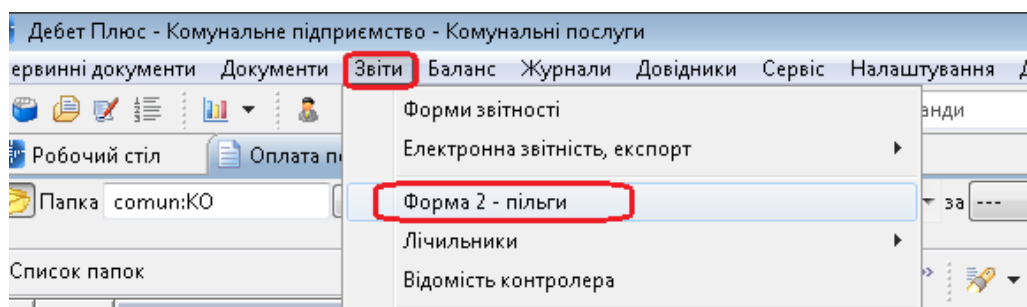 Дебет Плюс - Комунальне підприємство - Комунальні послуги
ервинні документи Документи Звіти Баланс Журнали Довідники Сервіс Налаштування
Форми звітності
анди
Робочий стіл Оплата п
Електронна звітність, експорт
Папка comun:KO
Форма 2 - пільги
за ---
Лічильники
Список папок
Відомість контролера